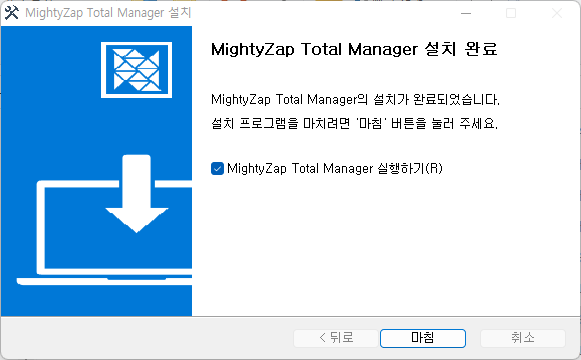 MightyZap Total Manager 설치
MightyZap Total Manager 설치 완료
MightyZap Total Manager의 설치가 완료되었습니다.
설치 프로그램을 마치려면 '마침' 버튼을 눌러 주세요.
MightyZap Total Manager 실행하기(R)
< 뒤로
마침
취소